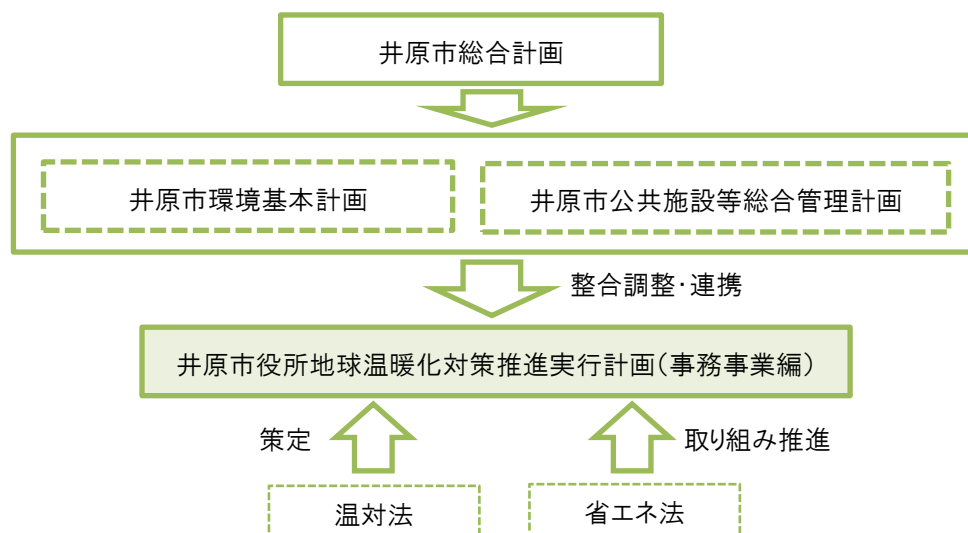 井原市総合計画
井原市環境基本計画
井原市公共施設等総合管理計画
整合調整・連携
井原市役所地球温暖化対策推進実行計画(事務事業編)
策定
取り組み推進
温対法
省エネ法